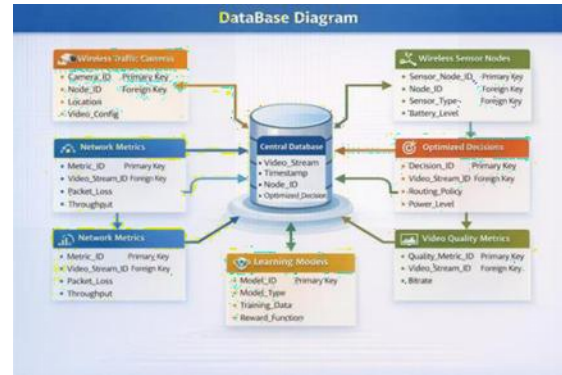 DataBase Diagram
Wireless Traffic Cameras
Camera_ID Primary Key
Node_ID Foreign Key
Location
Video_Config
Wireless Sensor Nodes
Sensor_Node_ID Primary Key
Node_ID Foreign Key
Sensor_Type Foreign Key
Battery_Level
Network Metrics
Metric_ID Primary Key
Video_Stream_ID Foreign Key
Packet_Loss
Throughput
Central Database
Video_Stream
Timestamp
Node_ID
Optimized_Decision
Optimized Decisions
Decision_ID Primary Key
Video_Stream_ID Foreign Key
Routing_Policy
Power_Level
Network Metrics
Metric_ID Primary Key
Video_Stream_ID Foreign Key
Packet_Loss
Throughput
Learning Models
Model_ID Primary Key
Model_Type
Training_Data
Reward_Function
Video Quality Metrics
Quality_Metric_ID Primary Key
Video_Stream_ID Foreign Key
Bitrate